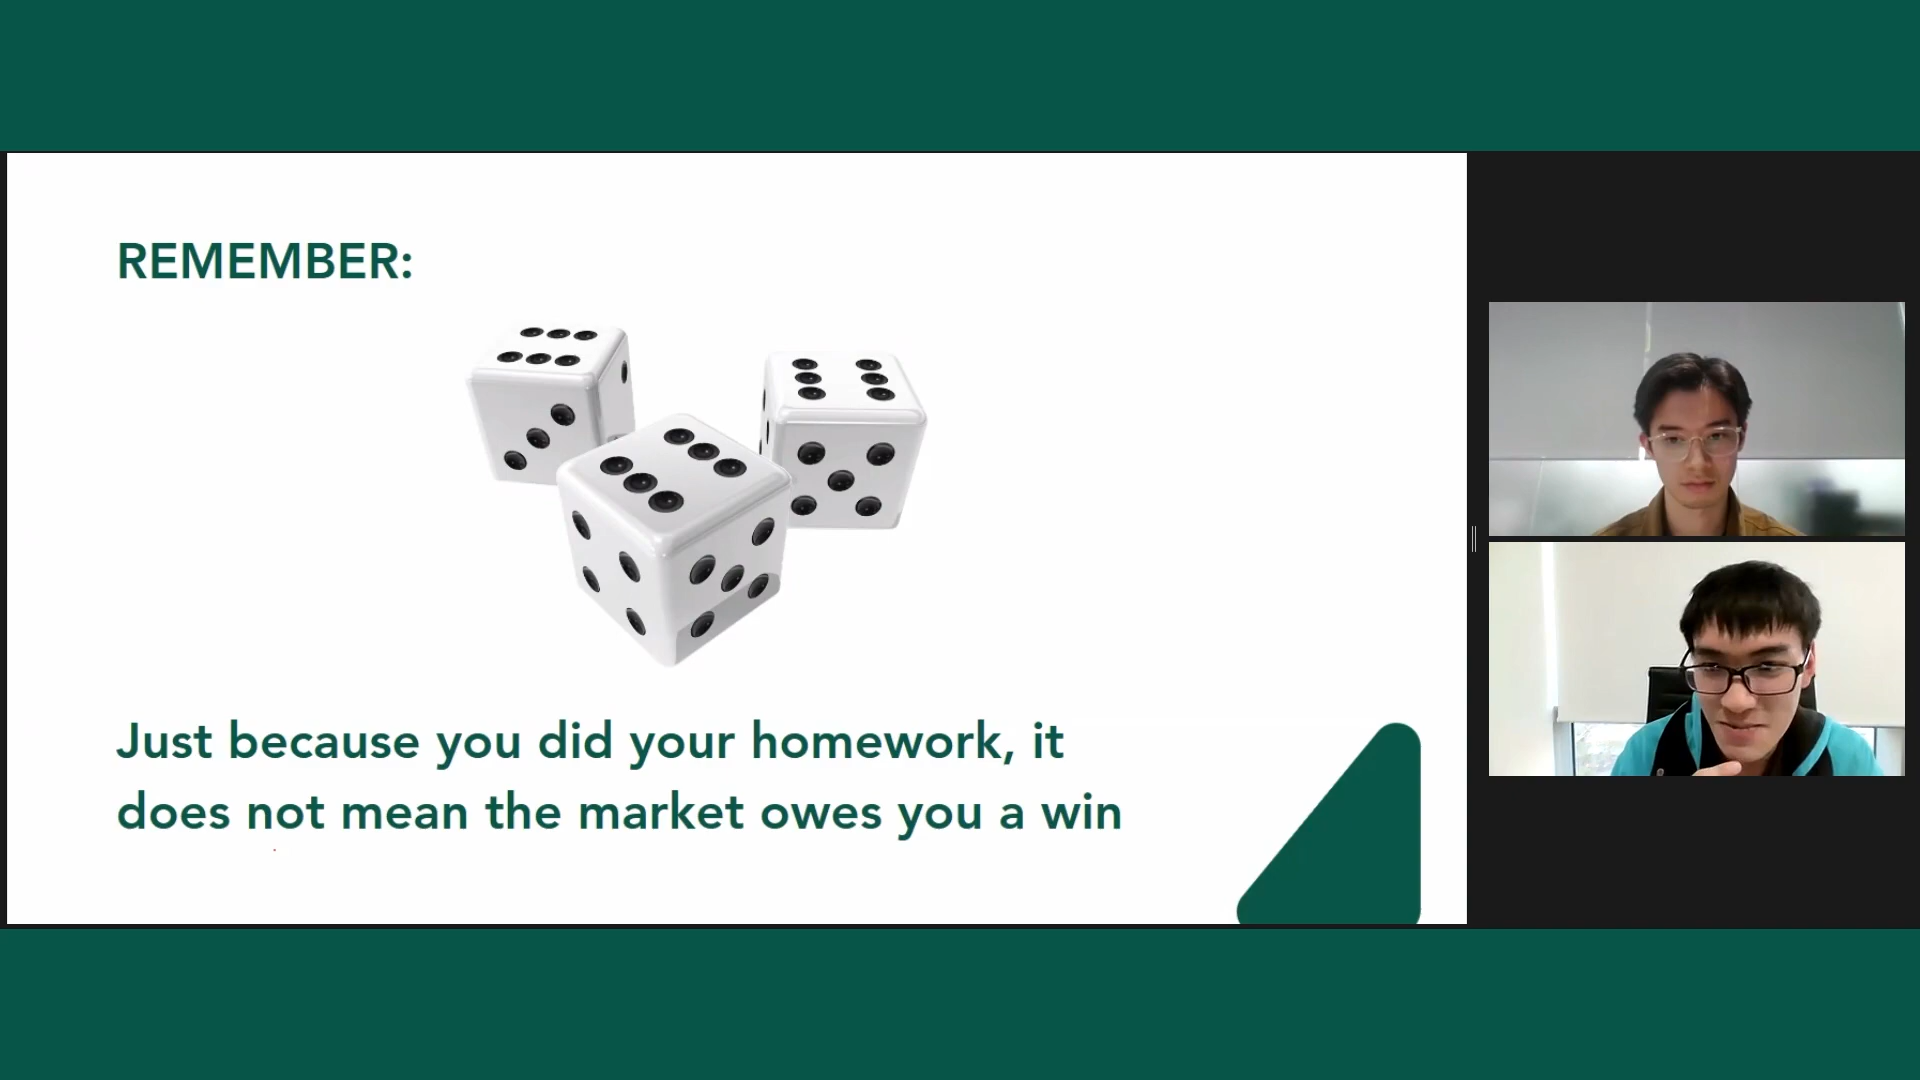 REMEMBER:
Just because you did your homework, it
does not mean the market owes you a win